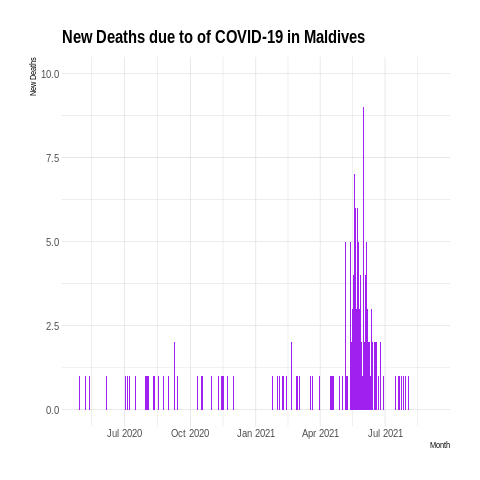 New Deaths due to of COVID-19 in Maldives
New Deaths
10.0
7.5
5.0
2.5
0.0
Jul 2020 Oct 2020 Jan 2021 Apr 2021 Jul 2021
Month